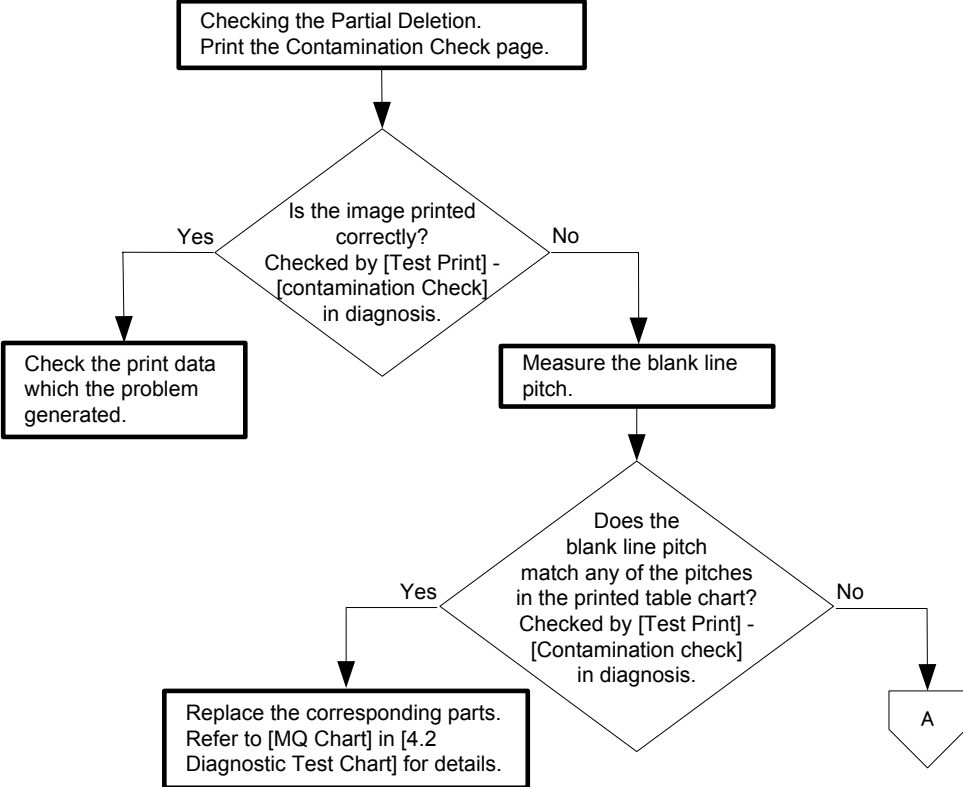 Checking the Partial Deletion.
Print the Contamination Check page.
Is the image printed
correctly?
Checked by [Test Print] -
[contamination Check]
in diagnosis.
Yes
No
Check the print data
which the problem
generated.
Measure the blank line
pitch.
Does the
blank line pitch
match any of the pitches
in the printed table chart?
Checked by [Test Print] -
[Contamination check]
in diagnosis.
Yes
No
Replace the corresponding parts.
Refer to [MQ Chart] in [4.2
Diagnostic Test Chart] for details.
A